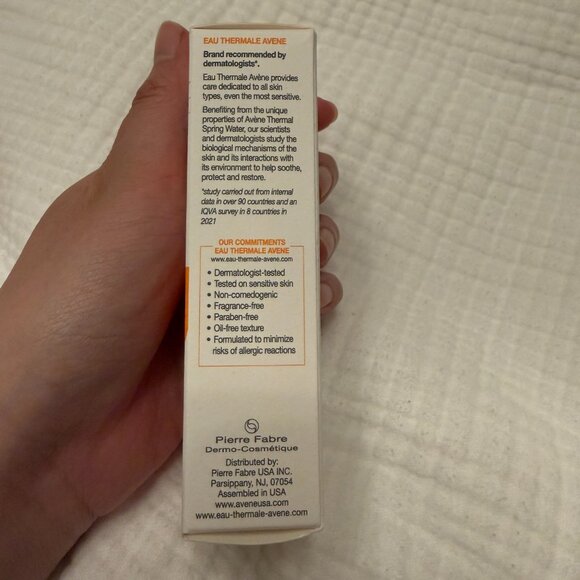 EAU THERMALE AVENE
Brand recommended by
dermatologists*.
Eau Thermale Avène provides
care dedicated to all skin
types, even the most sensitive.
Benefiting from the unique
properties of Avène Thermal
Spring Water, our scientists
and dermatologists study the
biological mechanisms of the
skin and its interactions with
its environment to help soothe,
protect and restore.
*study carried out from internal
data in over 90 countries and an
IQVA survey in 8 countries in
2021
OUR COMMITMENTS
EAU THERMALE AVENE
www.eau-thermale-avene.com
• Dermatologist-tested
• Tested on sensitive skin
• Non-comedogenic
• Fragrance-free
• Paraben-free
• Oil-free texture
• Formulated to minimize
risks of allergic reactions
Pierre Fabre
Dermo-Cosmétique
Distributed by:
Pierre Fabre USA INC.
Parsippany, NJ, 07054
Assembled in USA
www.aveneusa.com
www.eau-thermale-avene.com